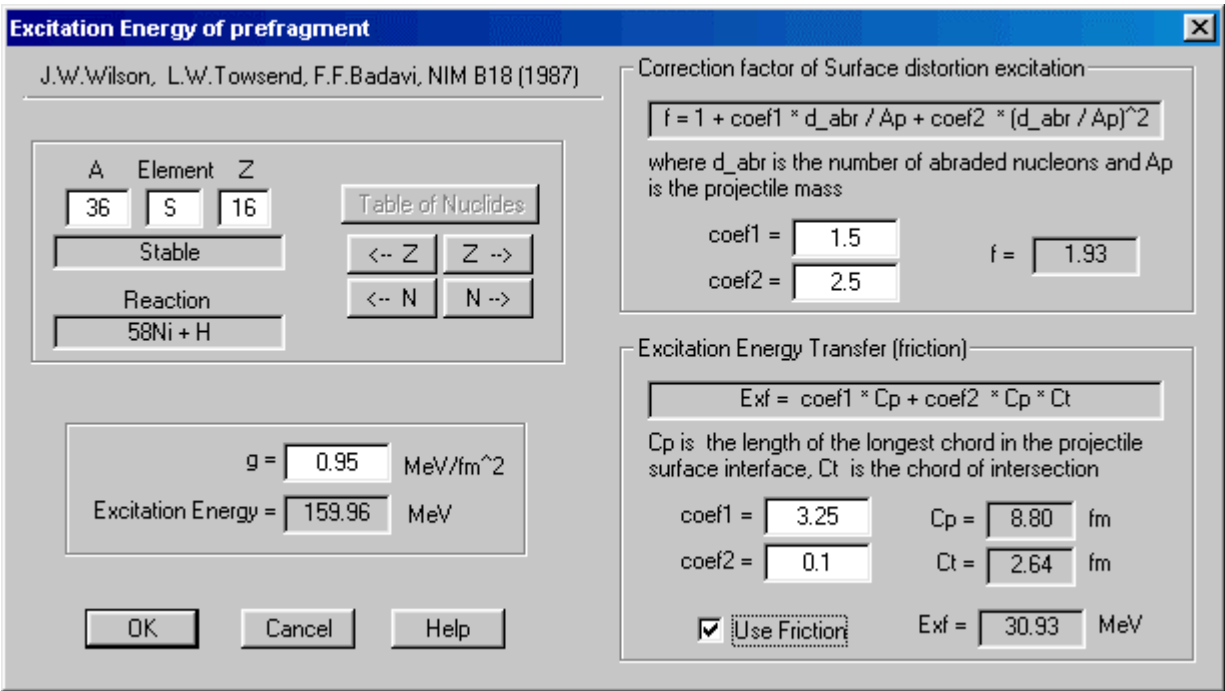 Excitation Energy of prefragment
J.W.Wilson, L.W.Towsend, F.F.Badavi, NIM B18 (1987)
A Element Z
36 S 16
Stable
Reaction
58Ni + H
Table of Nuclides
<-- Z Z -->
<-- N N -->
g = 0.95 MeV/fm^2
Excitation Energy = 159.96 MeV
OK Cancel Help
Correction factor of Surface distortion excitation
f = 1 + coef1 * d_abr / Ap + coef2 * (d_abr / Ap)^2
where d_abr is the number of abraded nucleons and Ap
is the projectile mass
coef1 = 1.5
coef2 = 2.5
f = 1.93
Excitation Energy Transfer (friction)
Exf = coef1 * Cp + coef2 * Cp * Ct
Cp is the length of the longest chord in the projectile
surface interface, Ct is the chord of intersection
coef1 = 3.25 Cp = 8.80 fm
coef2 = 0.1 Ct = 2.64 fm
Use Friction Exf = 30.93 MeV